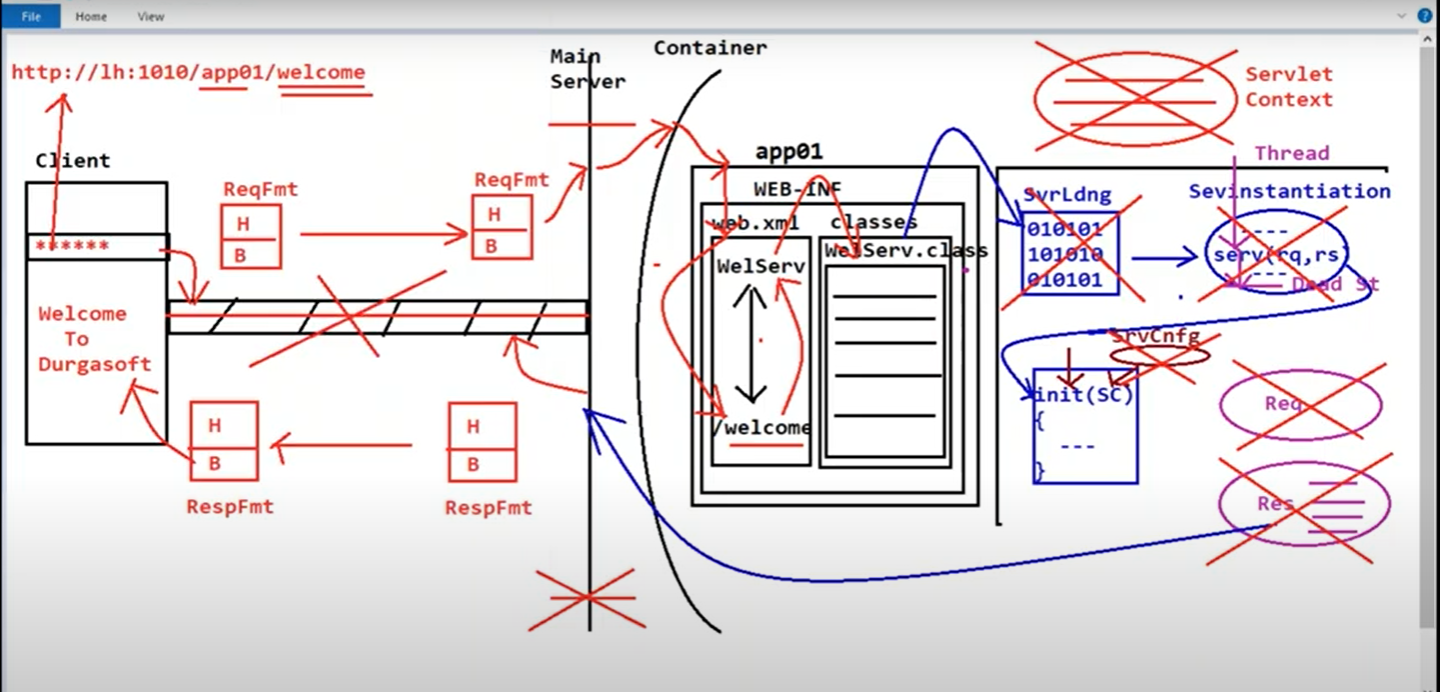 File Home View
http://lh:1010/app01/welcome
Client
******
Welcome
To
Durgasoft
ReqFmt
H
B
ReqFmt
H
B
H
B
RespFmt
H
B
RespFmt
Main
Server
Container
app01
WEB-INF
web.xml
classes
WelServ
/welcome
WelServ.class
Servlet
Context
Thread
SvrLdng
010101
101010
010101
Sevinstantiation
---
serv(rq,rs)
---
Dead St
SrvCnfg
init(SC)
{
---
}
Req
Res